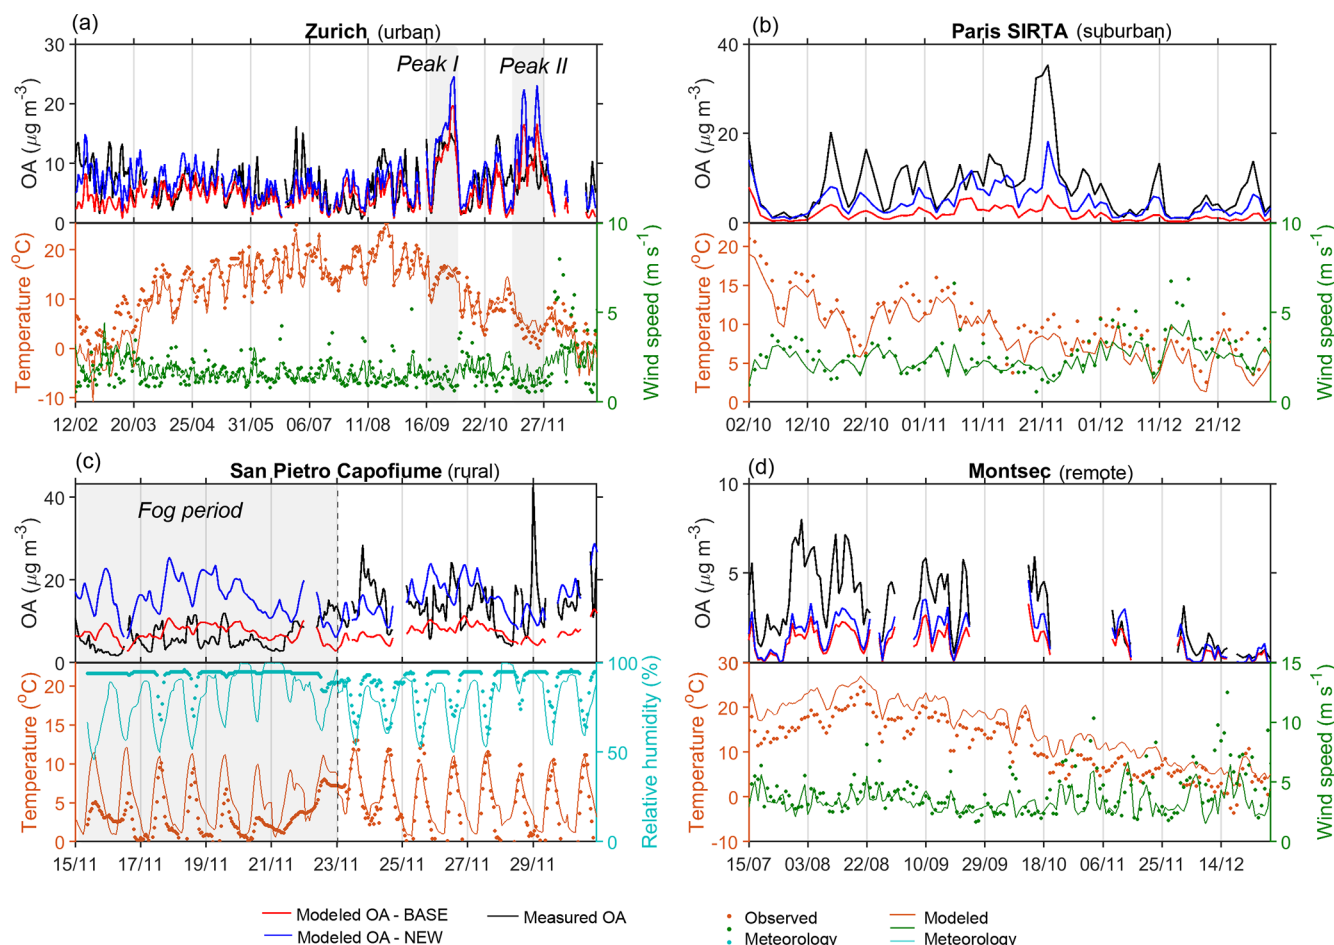 (a)
Zurich (urban)
30
20
10
0
OA (µg m⁻³)
Peak I
Peak II
20
10
0
-10
Temperature (°C)
10
5
0
Wind speed (m s⁻¹)
12/02 20/03 25/04 31/05 06/07 11/08 16/09 22/10 27/11
(b)
Paris SIRTA (suburban)
40
20
0
OA (µg m⁻³)
20
15
10
5
0
Temperature (°C)
10
5
0
Wind speed (m s⁻¹)
02/10 12/10 22/10 01/11 11/11 21/11 01/12 11/12 21/12
(c)
San Pietro Capofiume (rural)
40
20
0
OA (µg m⁻³)
Fog period
20
15
10
5
0
Temperature (°C)
100
50
0
Relative humidity (%)
15/11 17/11 19/11 21/11 23/11 25/11 27/11 29/11
(d)
Montsec (remote)
10
5
OA (µg m⁻³)
30
20
10
0
-10
Temperature (°C)
15
10
5
0
Wind speed (m s⁻¹)
15/07 03/08 22/08 10/09 29/09 18/10 06/11 25/11 14/12
Modeled OA - BASE
Modeled OA - NEW
Measured OA
Observed
Meteorology
Modeled
Meteorology